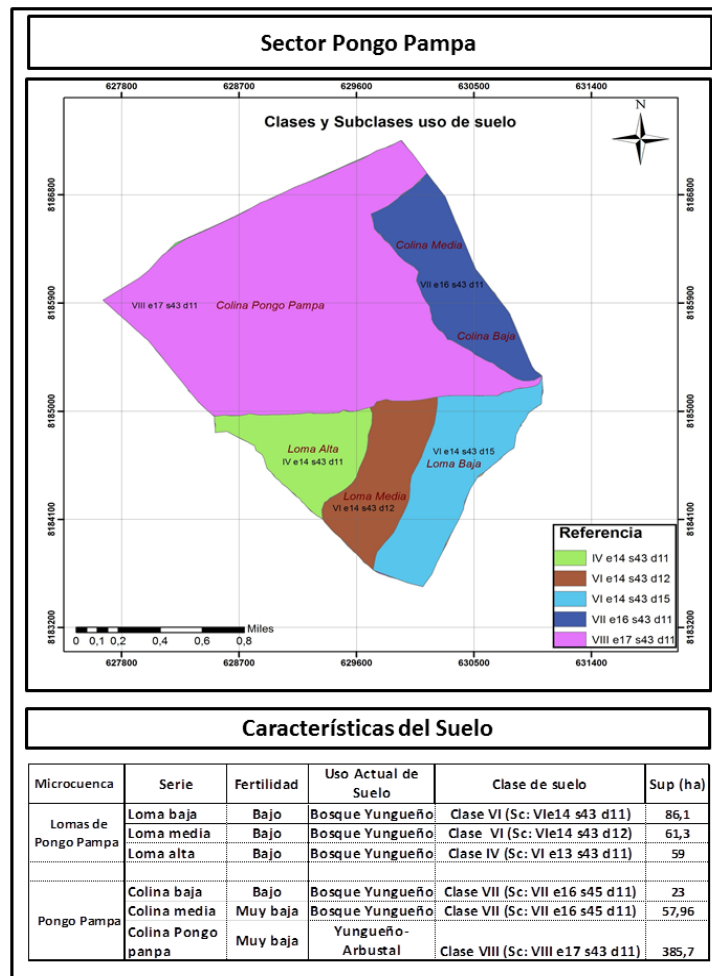 Sector Pongo Pampa
627800 628700 629600 630500 631400
Clases y Subclases uso de suelo
N
8186800 8186800
8185900 8185900
8185000 8185000
8184100 8184100
8183200 8183200
Colina Media
VII e16 s43 d11
Colina Baja
VIII e17 s43 d11
Colina Pongo Pampa
Loma Alta
IV e14 s43 d11
Loma Media
VI e14 s43 d12
VI e14 s43 d15
Loma Baja
Referencia
IV e14 s43 d11
VI e14 s43 d12
VI e14 s43 d15
VII e16 s43 d11
VIII e17 s43 d11
Miles
0 0,1 0,2 0,4 0,6 0,8
627800 628700 629600 630500 631400
Características del Suelo
Microcuenca Serie Fertilidad Uso Actual de Suelo Clase de suelo Sup (ha)
Lomas de Pongo Pampa
Loma baja Bajo Bosque Yungueño Clase VI (Sc: VIe14 s43 d11) 86,1
Loma media Bajo Bosque Yungueño Clase VI (Sc: VIe14 s43 d12) 61,3
Loma alta Bajo Bosque Yungueño Clase IV (Sc: VI e13 s43 d11) 59
Pongo Pampa
Colina baja Bajo Bosque Yungueño Clase VII (Sc: VII e16 s45 d11) 23
Colina media Muy baja Bosque Yungueño Clase VII (Sc: VII e16 s45 d11) 57,96
Colina Pongo panpa Muy baja Yungueño-Arbustal Clase VIII (Sc: VIII e17 s43 d11) 385,7